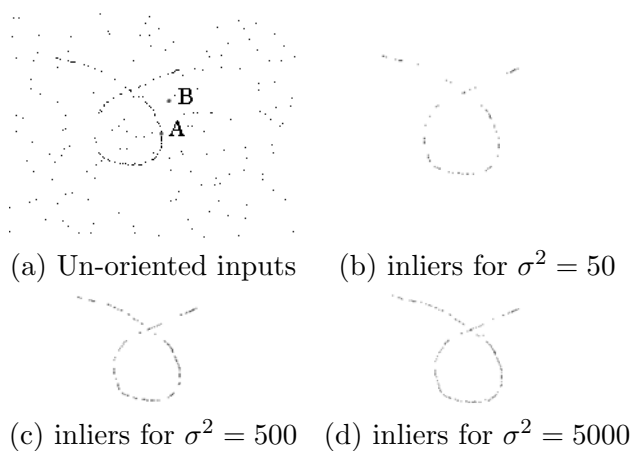 B
A
(a) Un-oriented inputs
(b) inliers for σ² = 50
(c) inliers for σ² = 500
(d) inliers for σ² = 5000